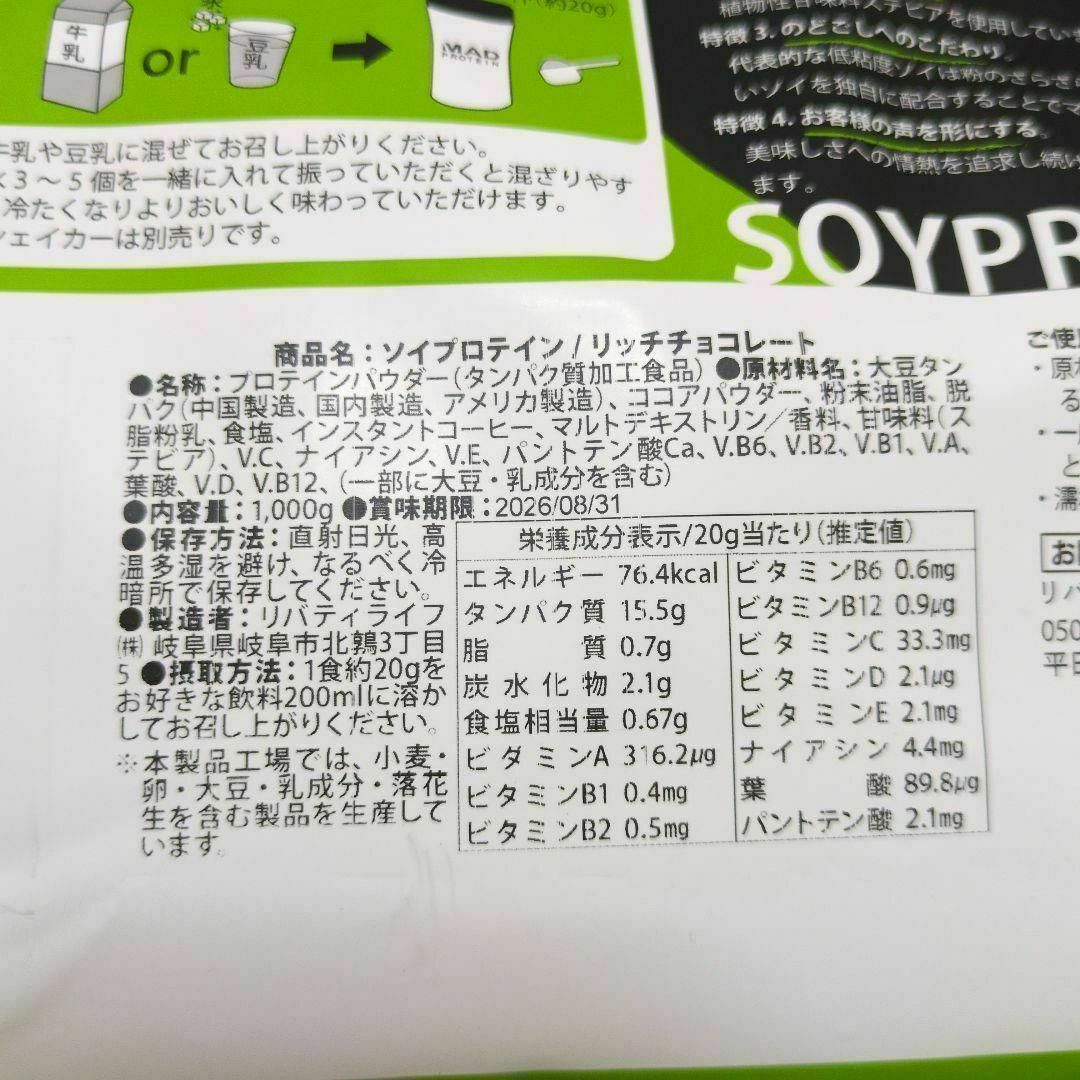 牛乳
or
豆乳
(約20g)
MAD
PROTEIN
植物性甘味料ステビアを使用してい
特徴3. のどごしへのこだわり。
代表的な低粘度ソイは粉のざらざら
いソイを独自に配合することでマ
特徴4. お客様の声を形にする。
美味しさへの情熱を追求し続け
ます。
牛乳や豆乳に混ぜてお召し上がりください。
3〜5個を一緒に入れて振っていただくと混ざりやす
冷たくなりよりおいしく味わっていただけます。
シェイカーは別売りです。
SOYPR
商品名：ソイプロテイン/リッチチョコレート
●名称：プロテインパウダー(タンパク質加工食品) ●原材料名：大豆タン
パク(中国製造、国内製造、アメリカ製造)、ココアパウダー、粉末油脂、脱
脂粉乳、食塩、インスタントコーヒー、マルトデキストリン／香料、甘味料(ス
テビア)、V.C、ナイアシン、V.E、パントテン酸Ca、V.B6、V.B2、V.B1、V.A、
葉酸、V.D、V.B12、(一部に大豆・乳成分を含む)
●内容量：1,000g ●賞味期限：2026/08/31
●保存方法：直射日光、高
温多湿を避け、なるべく冷
暗所で保存してください。
●製造者：リバティライフ
㈱ 岐阜県岐阜市北鶉3丁目
5 ●摂取方法：1食約20gを
お好きな飲料200mlに溶か
してお召し上がりください。
※本製品工場では、小麦・
卵・大豆・乳成分・落花
生を含む製品を生産して
います。
栄養成分表示/20g当たり(推定値)
エネルギー 76.4kcal
タンパク質 15.5g
脂質 0.7g
炭水化物 2.1g
食塩相当量 0.67g
ビタミンA 316.2μg
ビタミンB1 0.4mg
ビタミンB2 0.5mg
ビタミンB6 0.6mg
ビタミンB12 0.9μg
ビタミンC 33.3mg
ビタミンD 2.1μg
ビタミンE 2.1mg
ナイアシン 4.4mg
葉酸 89.8μg
パントテン酸 2.1mg
ご使
・原
る
・一
と
・濡
お
リバ
050
平日